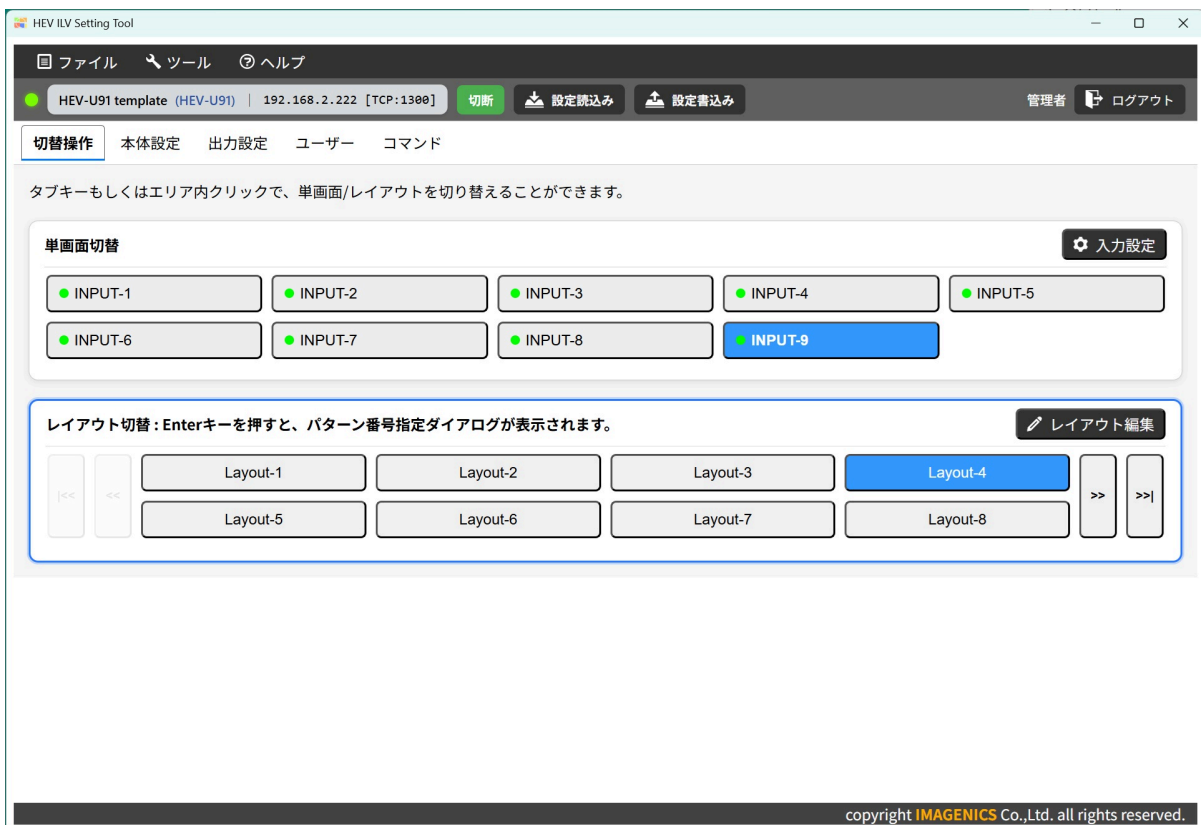 HEV ILV Setting Tool
ファイル ツール ヘルプ
HEV-U91 template (HEV-U91) | 192.168.2.222 [TCP:1300] 切断 設定読込み 設定書込み 管理者 ログアウト
切替操作 本体設定 出力設定 ユーザー コマンド
タブキーもしくはエリア内クリックで、単画面/レイアウトを切り替えることができます。
単画面切替 入力設定
INPUT-1 INPUT-2 INPUT-3 INPUT-4 INPUT-5
INPUT-6 INPUT-7 INPUT-8 INPUT-9
レイアウト切替 : Enterキーを押すと、パターン番号指定ダイアログが表示されます。 レイアウト編集
|<< << Layout-1 Layout-2 Layout-3 Layout-4 >> >>|
Layout-5 Layout-6 Layout-7 Layout-8
copyright IMAGENICS Co.,Ltd. all rights reserved.